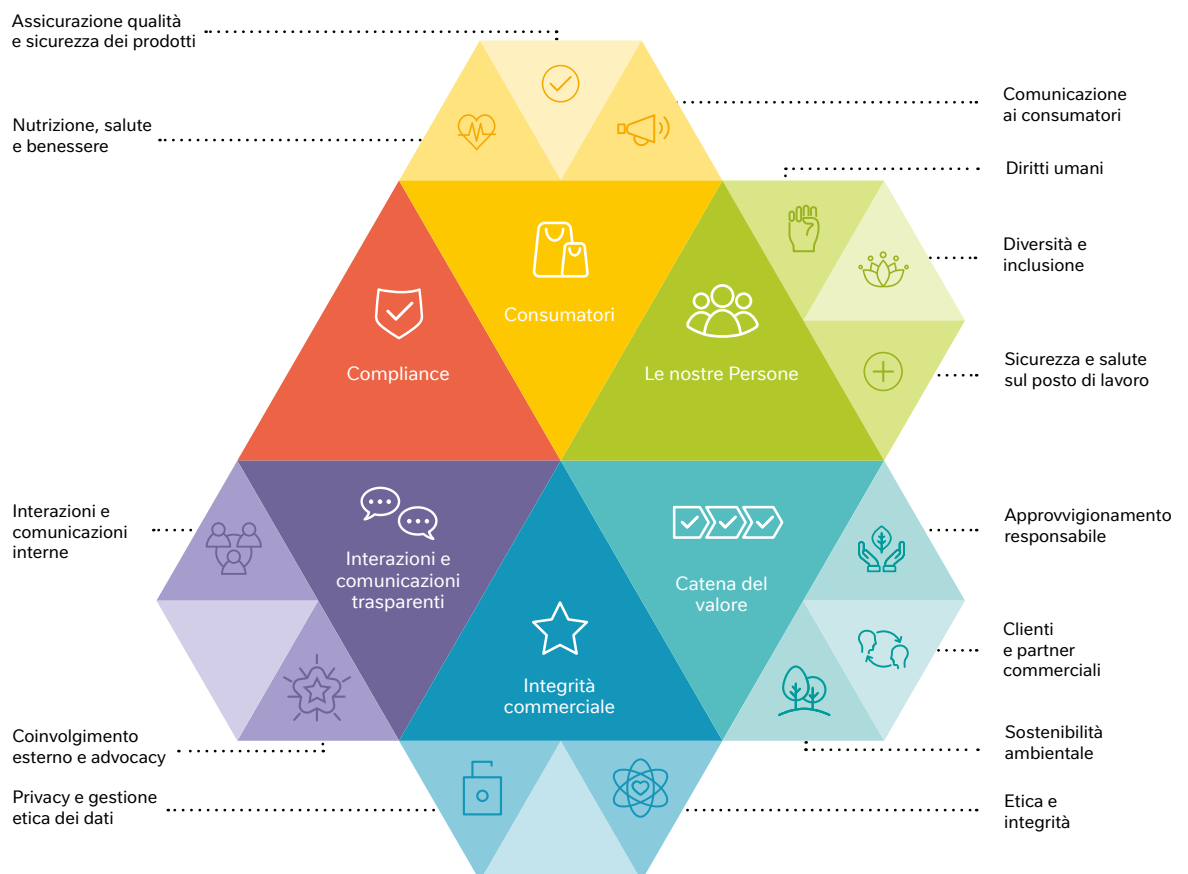 Assicurazione qualità
e sicurezza dei prodotti
Nutrizione, salute
e benessere
Comunicazione
ai consumatori
Diritti umani
Diversità e
inclusione
Sicurezza e salute
sul posto di lavoro
Consumatori
Compliance
Le nostre Persone
Interazioni e
comunicazioni
interne
Interazioni e
comunicazioni
trasparenti
Catena del
valore
Integrità
commerciale
Approvvigionamento
responsabile
Clienti
e partner
commerciali
Sostenibilità
ambientale
Coinvolgimento
esterno e advocacy
Privacy e gestione
etica dei dati
Etica e
integrità